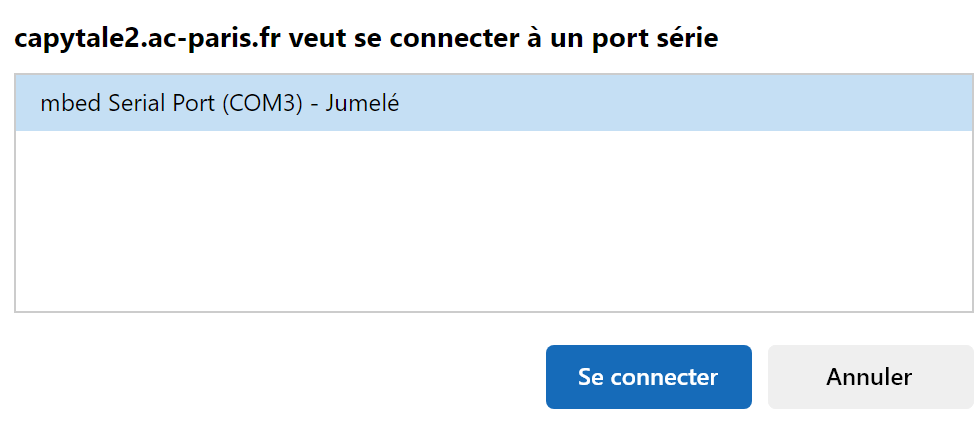 capytale2.ac-paris.fr veut se connecter à un port série
mbed Serial Port (COM3) - Jumelé
Se connecter
Annuler